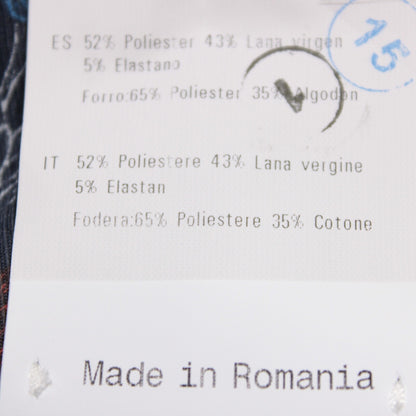 ES 52% Poliester 43% Lana virgen
5% Elastano
Forro:65% Poliester 35% Algodon
15
IT 52% Poliestere 43% Lana vergine
5% Elastan
Fodera:65% Poliestere 35% Cotone
Made in Romania